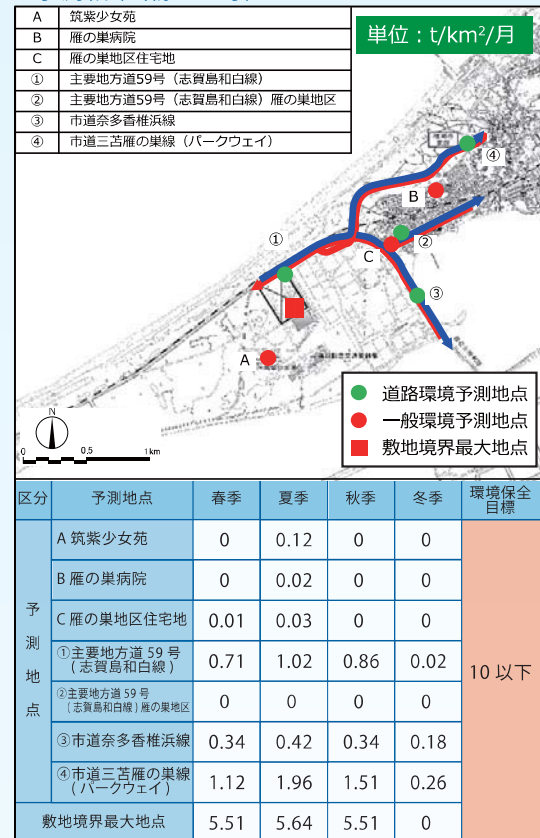 A 筑紫少女苑
B 雁の巣病院
C 雁の巣地区住宅地
① 主要地方道59号（志賀島和白線）
② 主要地方道59号（志賀島和白線）雁の巣地区
③ 市道奈多香椎浜線
④ 市道三苫雁の巣線（パークウェイ）
単位：t/km²/月
④
B
①
②
C
③
A
N
0 0.5 1km
道路環境予測地点
一般環境予測地点
敷地境界最大地点
区分 予測地点 春季 夏季 秋季 冬季 環境保全
目標
予測地点
A 筑紫少女苑 0 0.12 0 0
B 雁の巣病院 0 0.02 0 0
C 雁の巣地区住宅地 0.01 0.03 0 0
①主要地方道 59 号
(志賀島和白線) 0.71 1.02 0.86 0.02
10 以下
②主要地方道 59 号
(志賀島和白線) 雁の巣地区 0 0 0 0
③市道奈多香椎浜線 0.34 0.42 0.34 0.18
④市道三苫雁の巣線
(パークウェイ) 1.12 1.96 1.51 0.26
敷地境界最大地点 5.51 5.64 5.51 0